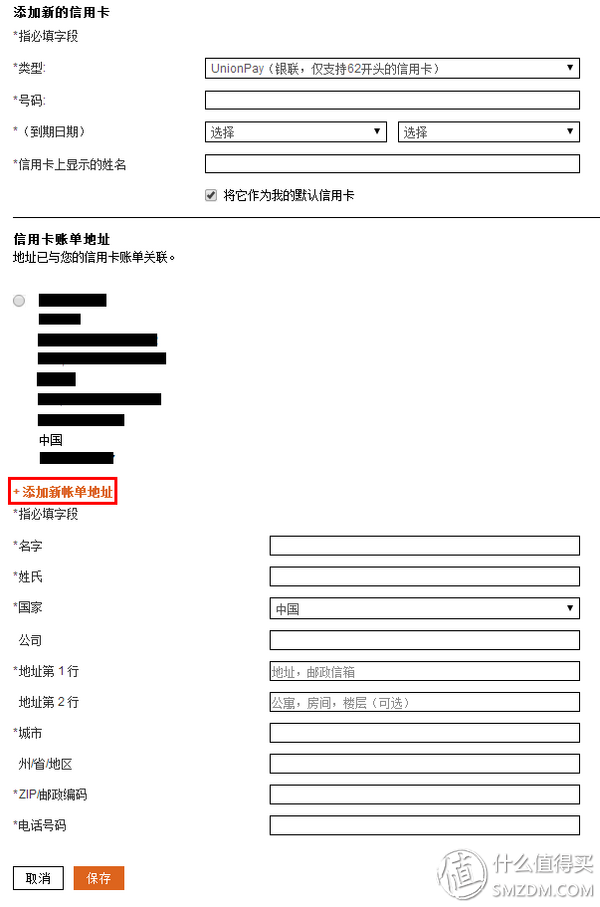 添加新的信用卡
*指必填字段
*类型: UnionPay（银联，仅支持62开头的信用卡）
*号码:
*（到期日期） 选择 选择
*信用卡上显示的姓名
将它作为我的默认信用卡
信用卡账单地址
地址已与您的信用卡账单关联。
中国
+ 添加新帐单地址
*指必填字段
*名字
*姓氏
*国家 中国
公司
*地址第 1 行 地址，邮政信箱
地址第 2 行 公寓，房间，楼层（可选）
*城市
州/省/地区
*ZIP/邮政编码
*电话号码
取消 保存
值 什么值得买
SMZDM.COM